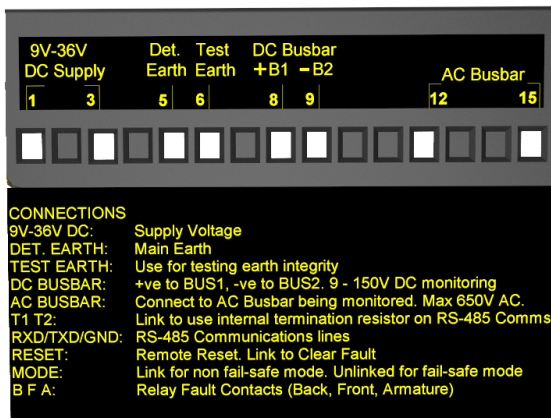 9V-36V Det. Test DC Busbar
DC Supply Earth Earth +B1 -B2
AC Busbar
1 3 5 6 8 9 12 15
CONNECTIONS
9V-36V DC: Supply Voltage
DET. EARTH: Main Earth
TEST EARTH: Use for testing earth integrity
DC BUSBAR: +ve to BUS1, -ve to BUS2. 9 - 150V DC monitoring
AC BUSBAR: Connect to AC Busbar being monitored. Max 650V AC.
T1 T2: Link to use internal termination resistor on RS-485 Comms
RXD/TXD/GND: RS-485 Communications lines
RESET: Remote Reset. Link to Clear Fault
MODE: Link for non fail-safe mode. Unlinked for fail-safe mode
B F A: Relay Fault Contacts (Back, Front, Armature)